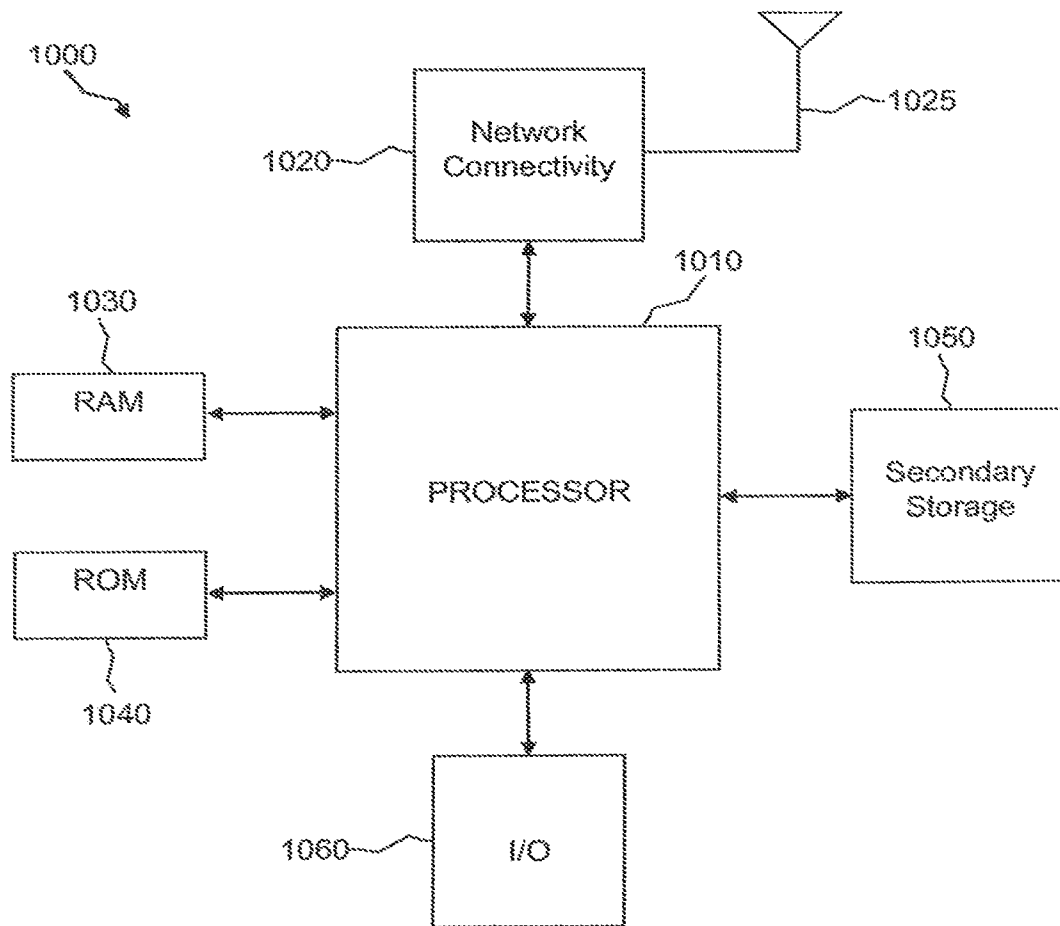 1000
1025
Network
Connectivity
1020
1010
1030
1050
RAM
Secondary
Storage
PROCESSOR
ROM
1040
1060
I/O